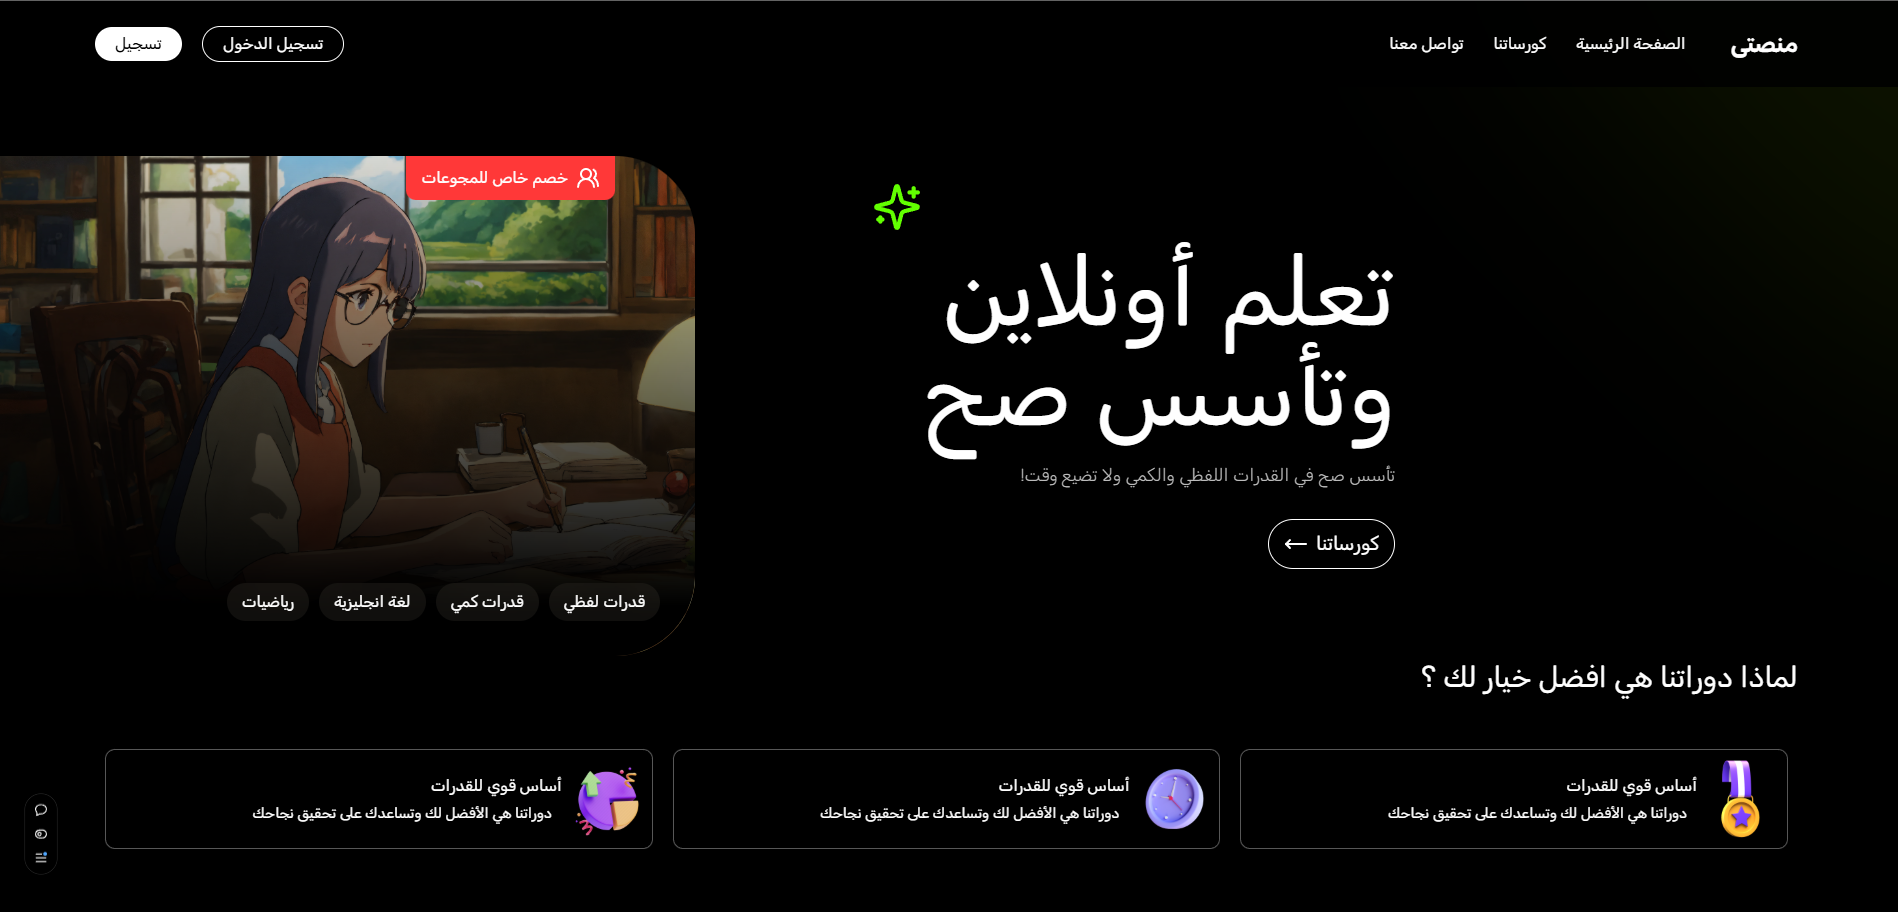 منصتى
الصفحة الرئيسية
كورساتنا
تواصل معنا
تسجيل الدخول
تسجيل
تعلم أونلاين
وتأسس صح
تأسس صح في القدرات اللفظي والكمي ولا تضيع وقت!
كورساتنا
خصم خاص للمجوعات
قدرات لفظي
قدرات كمي
لغة انجليزية
رياضيات
لماذا دوراتنا هي افضل خيار لك ؟
أساس قوي للقدرات
دوراتنا هي الأفضل لك وتساعدك على تحقيق نجاحك
أساس قوي للقدرات
دوراتنا هي الأفضل لك وتساعدك على تحقيق نجاحك
أساس قوي للقدرات
دوراتنا هي الأفضل لك وتساعدك على تحقيق نجاحك